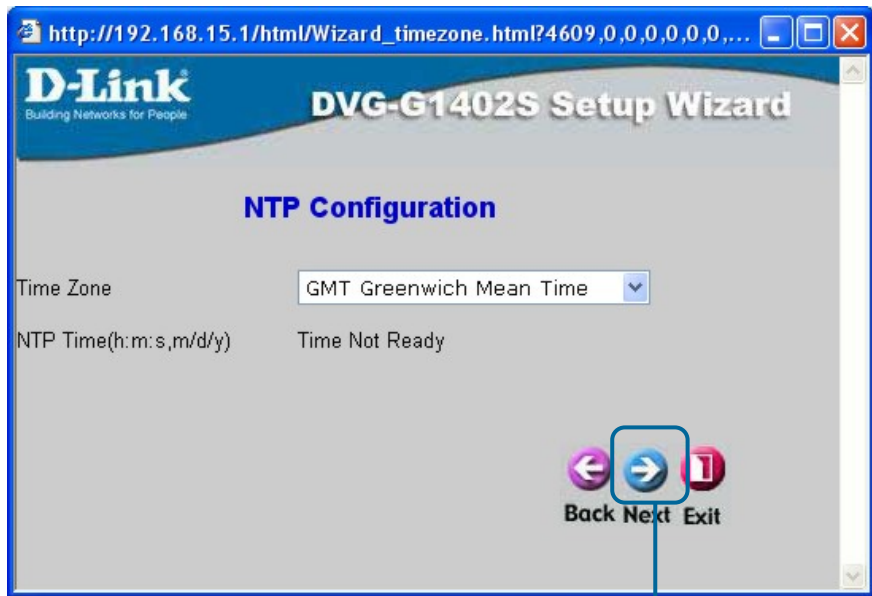 http://192.168.15.1/html/Wizard_timezone.html?4609,0,0,0,0,0,0,...
D-Link
Building Networks for People
DVG-G1402S Setup Wizard
NTP Configuration
Time Zone GMT Greenwich Mean Time
NTP Time(h:m:s,m/d/y) Time Not Ready
Back Next Exit